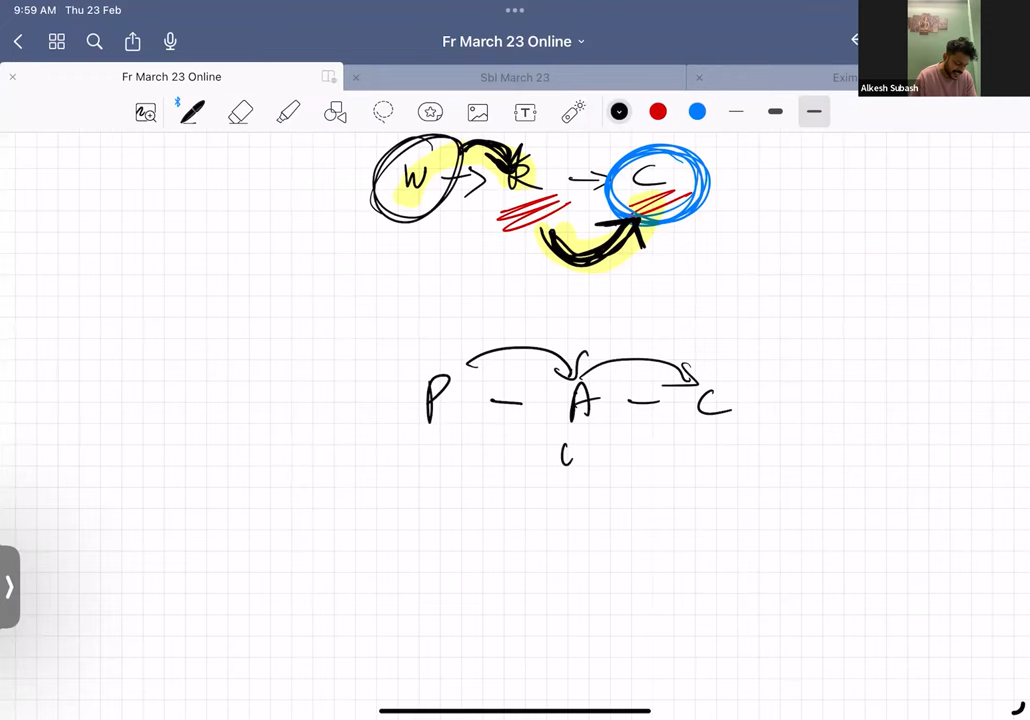 9:59 AM Thu 23 Feb
Fr March 23 Online
Fr March 23 Online
Sbl March 23
Exim
Alkesh Subash
W → R → C
P - A - C
C